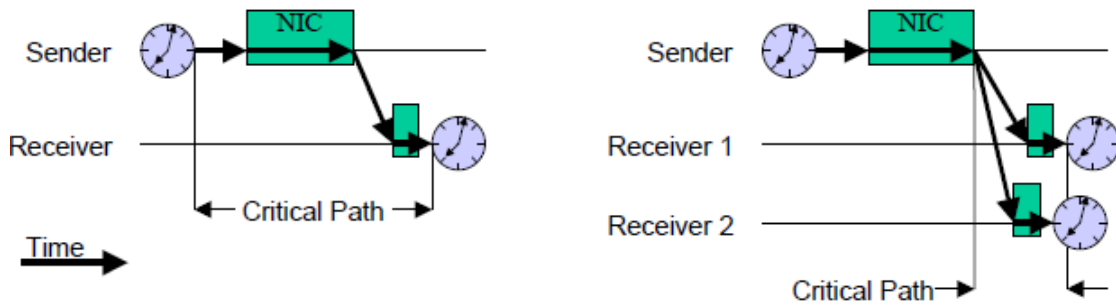 NIC
Sender
Receiver
Critical Path
Time
NIC
Sender
Receiver 1
Receiver 2
Critical Path